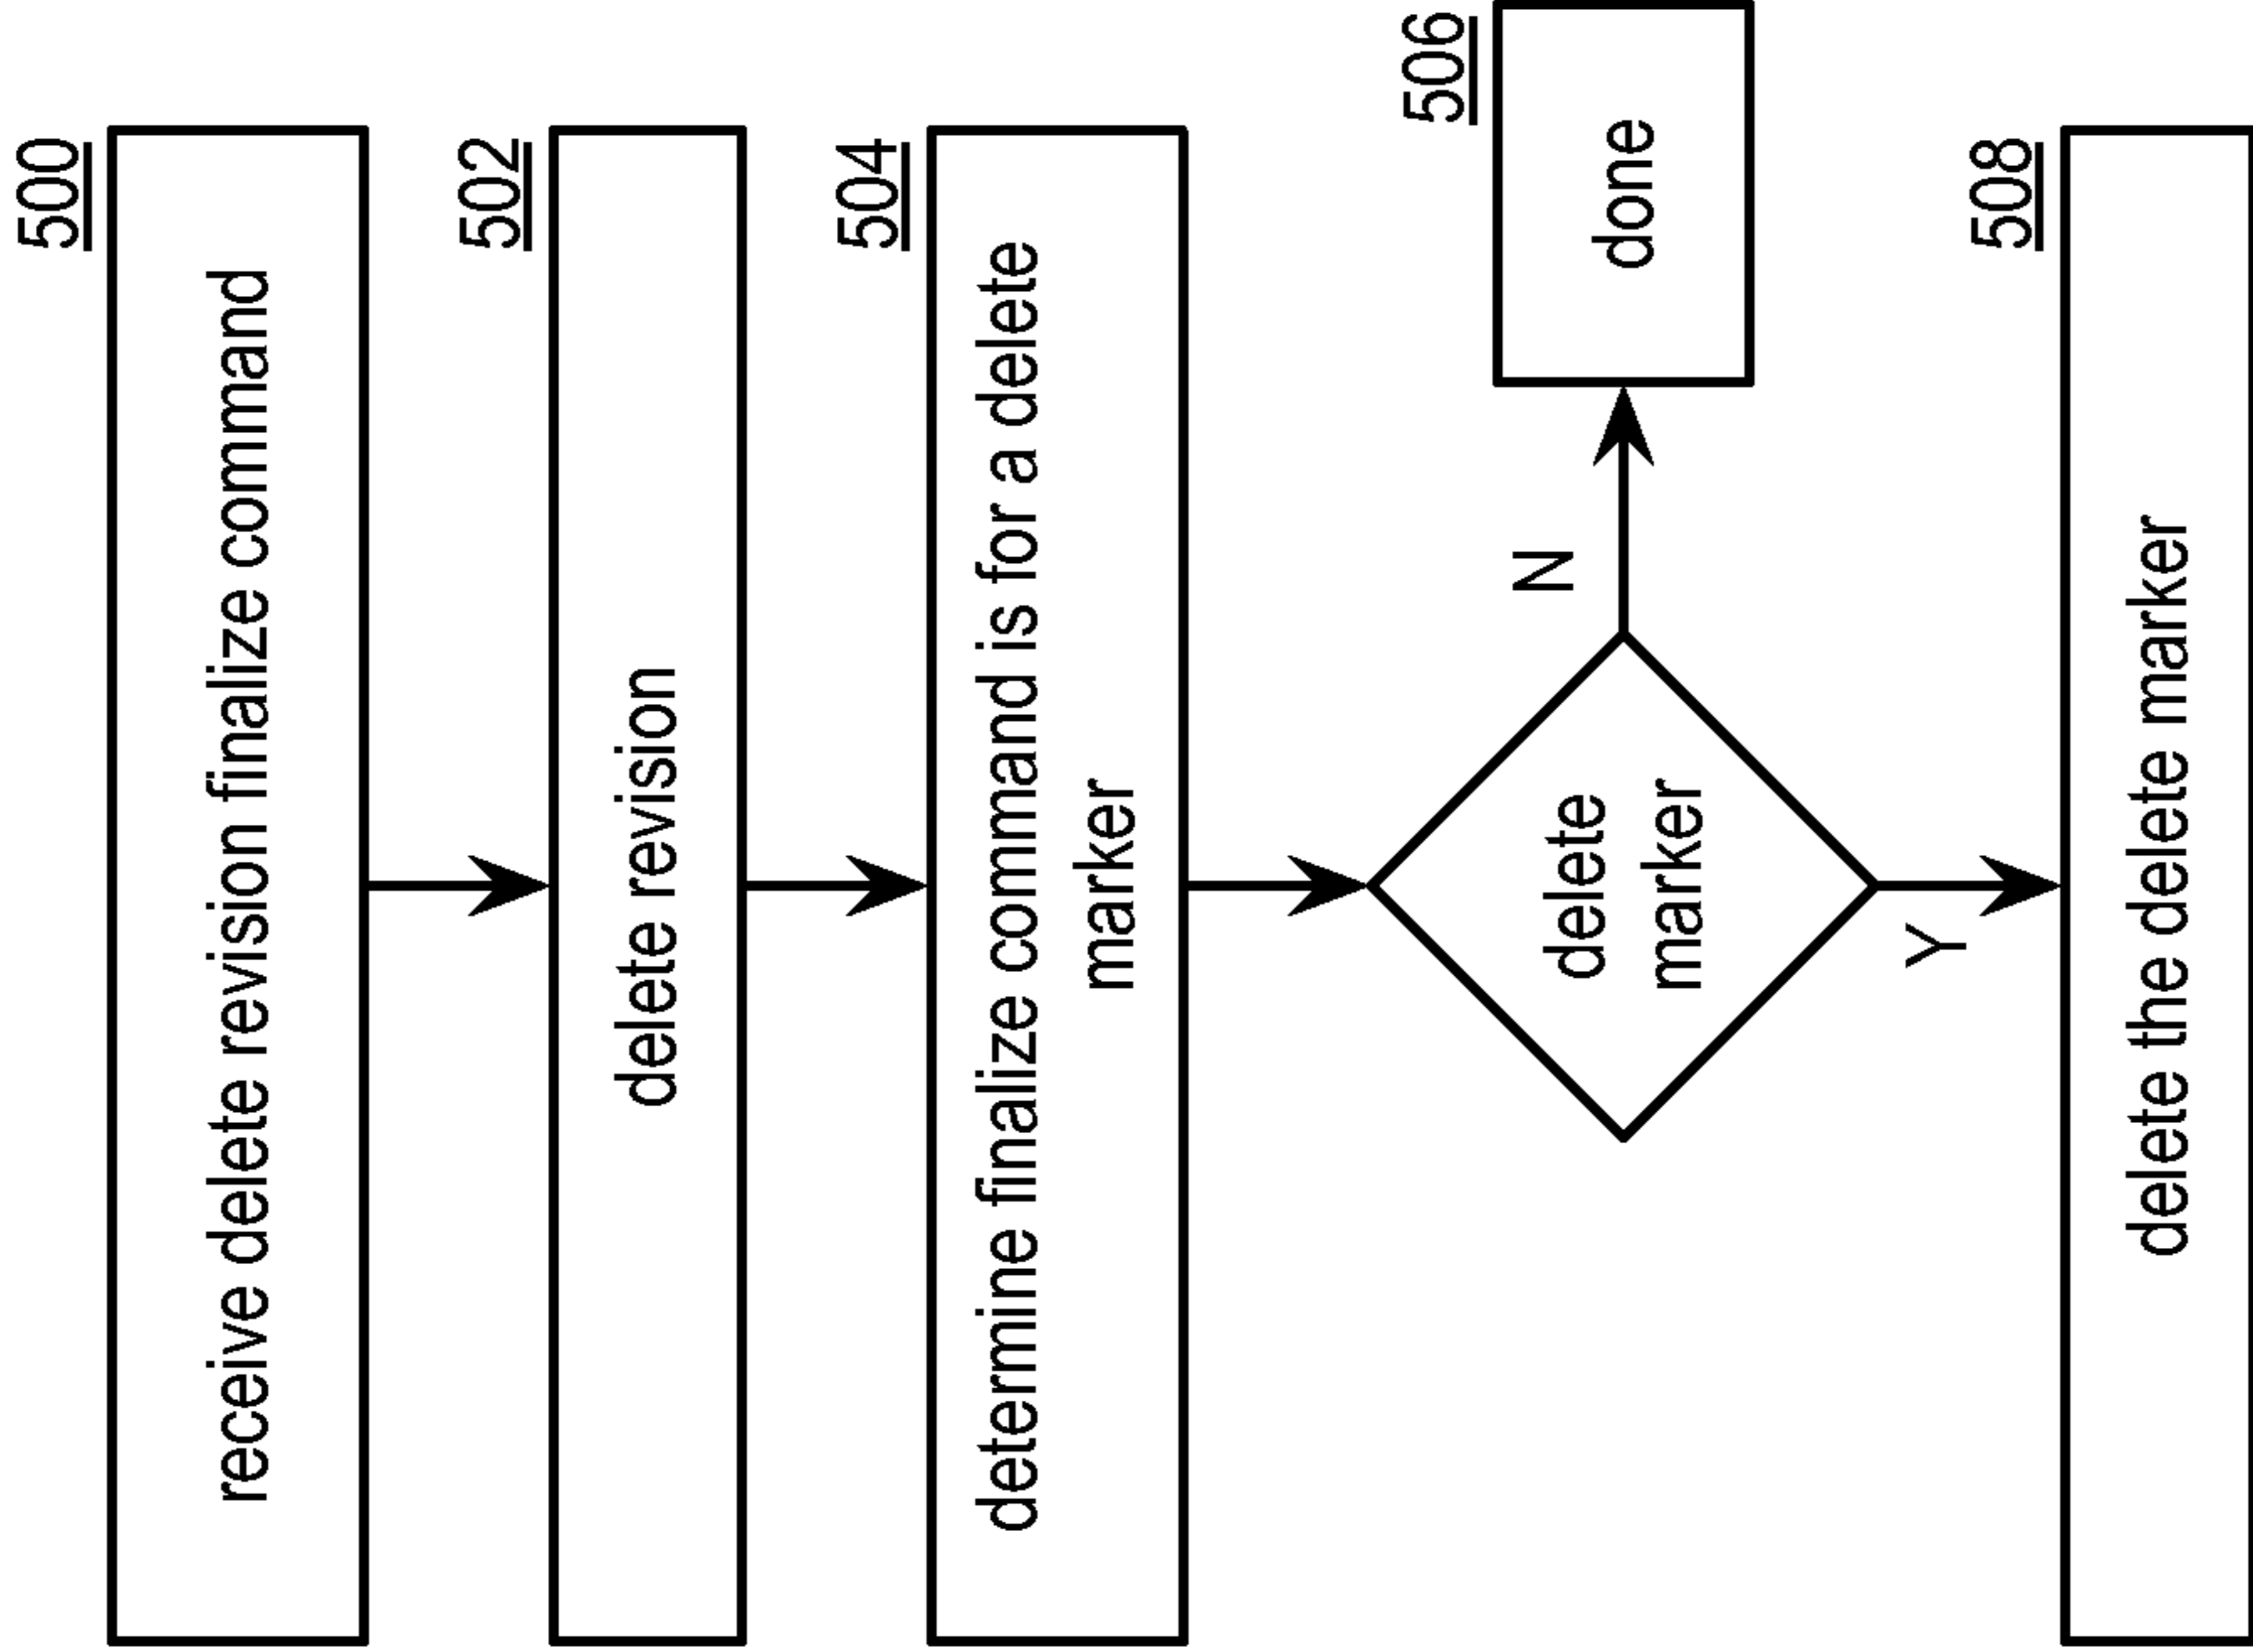 500
receive delete revision finalize command
502
delete revision
504
determine finalize command is for a delete
marker
delete
marker
N
506
done
Y
508
delete the delete marker